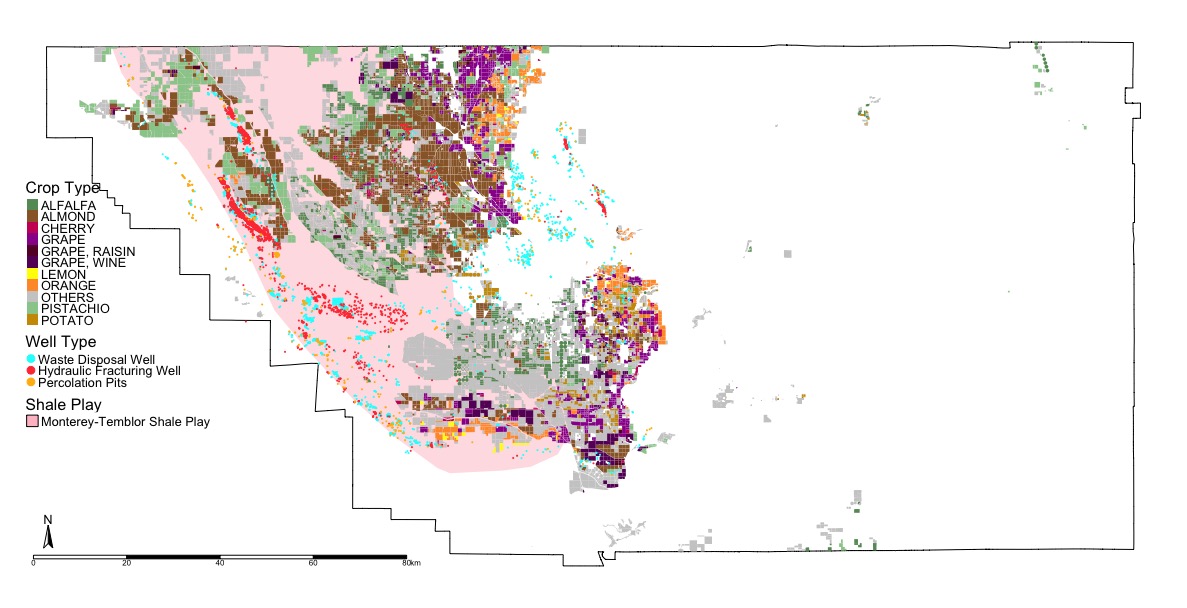 Crop Type
ALFALFA
ALMOND
CHERRY
GRAPE
GRAPE, RAISIN
GRAPE, WINE
LEMON
ORANGE
OTHERS
PISTACHIO
POTATO
Well Type
Waste Disposal Well
Hydraulic Fracturing Well
Percolation Pits
Shale Play
Monterey-Temblor Shale Play
N
0 20 40 60 80km